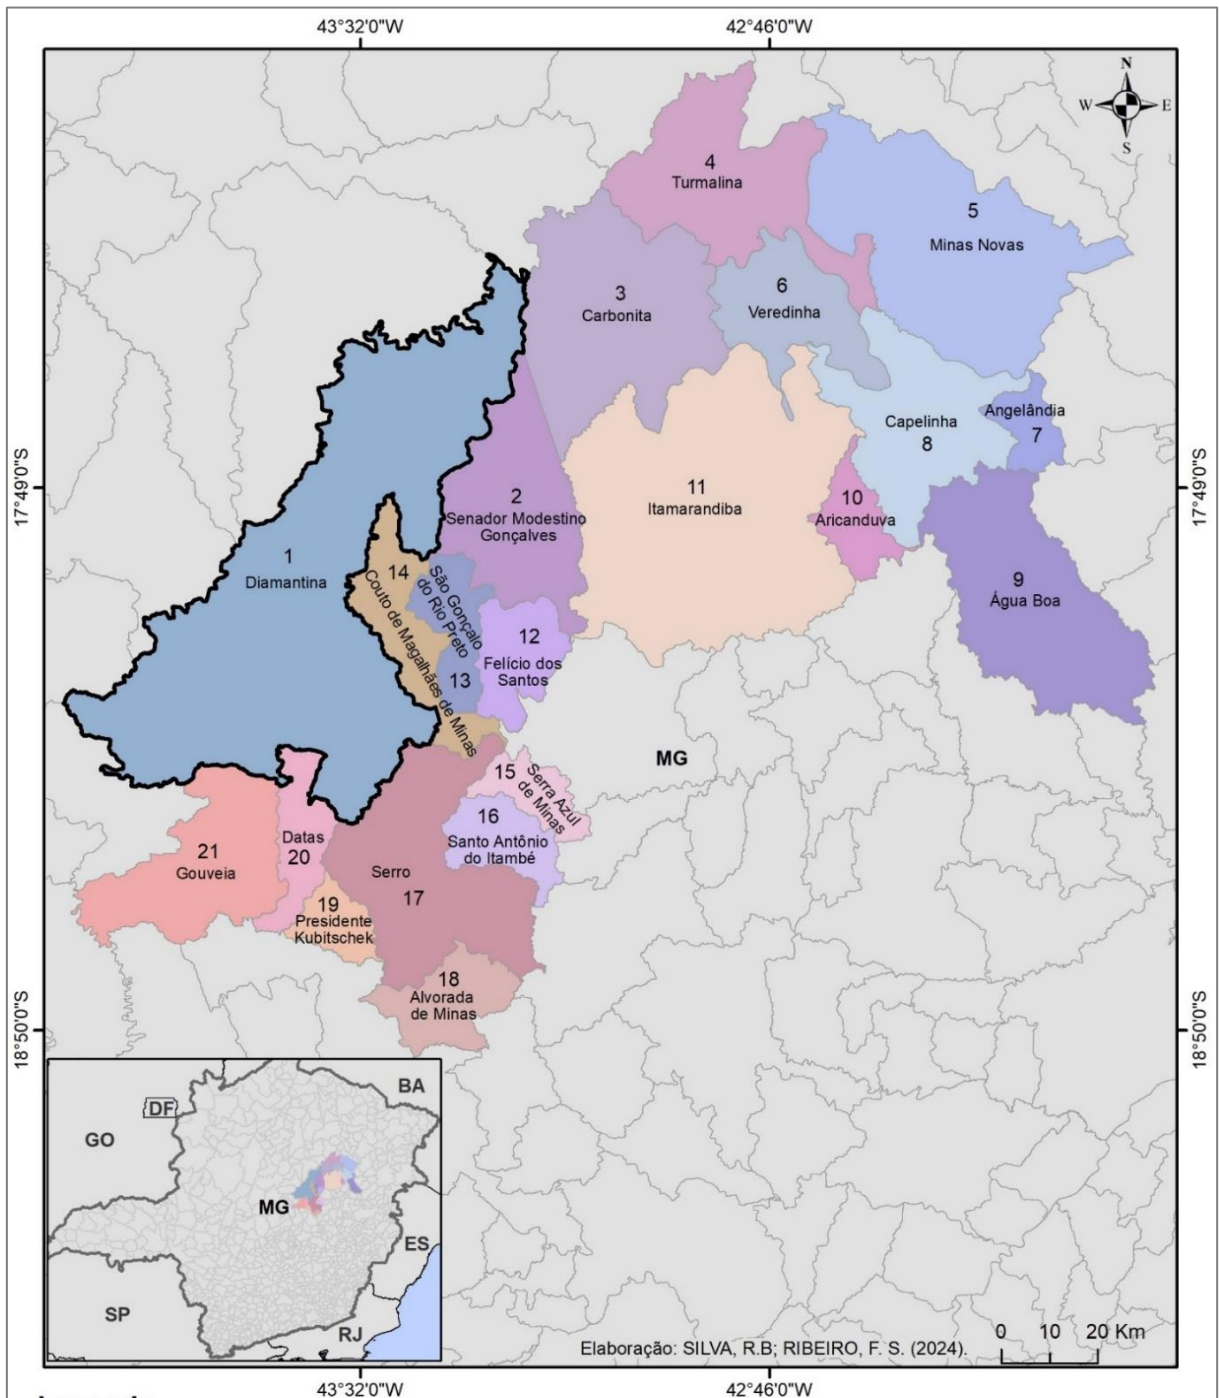 43°32'0"W
42°46'0"W
N
W
E
S
4
Turmalina
5
Minas Novas
3
Carbonita
6
Veredinha
Angelândia
7
Capelinha
8
17°49'0"S
17°49'0"S
2
Senador Modestino
Gonçalves
11
Itamarandiba
10
Aricanduva
1
Diamantina
14
Couto de Magalhães de Minas
São Gonçalo
do Rio Preto
13
9
Água Boa
12
Felício dos
Santos
MG
15
Serra Azul
de Minas
16
Santo Antônio
do Itambé
Datas
20
21
Gouveia
Serro
17
19
Presidente
Kubitschek
18
Alvorada
de Minas
18°50'0"S
18°50'0"S
BA
DF
GO
MG
ES
SP
RJ
Elaboração: SILVA, R.B; RIBEIRO, F. S. (2024).
0 10 20 Km
43°32'0"W
42°46'0"W